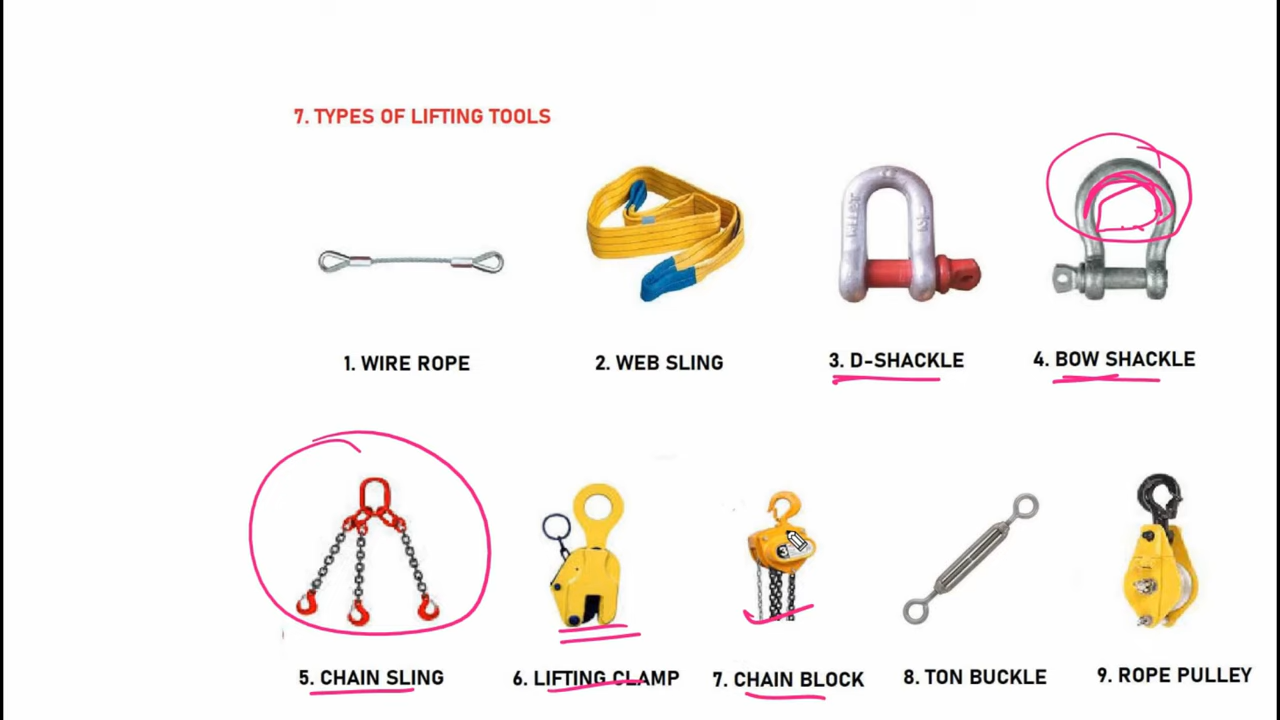 7. TYPES OF LIFTING TOOLS
1. WIRE ROPE
2. WEB SLING
3. D-SHACKLE
4. BOW SHACKLE
5. CHAIN SLING
6. LIFTING CLAMP
7. CHAIN BLOCK
8. TON BUCKLE
9. ROPE PULLEY